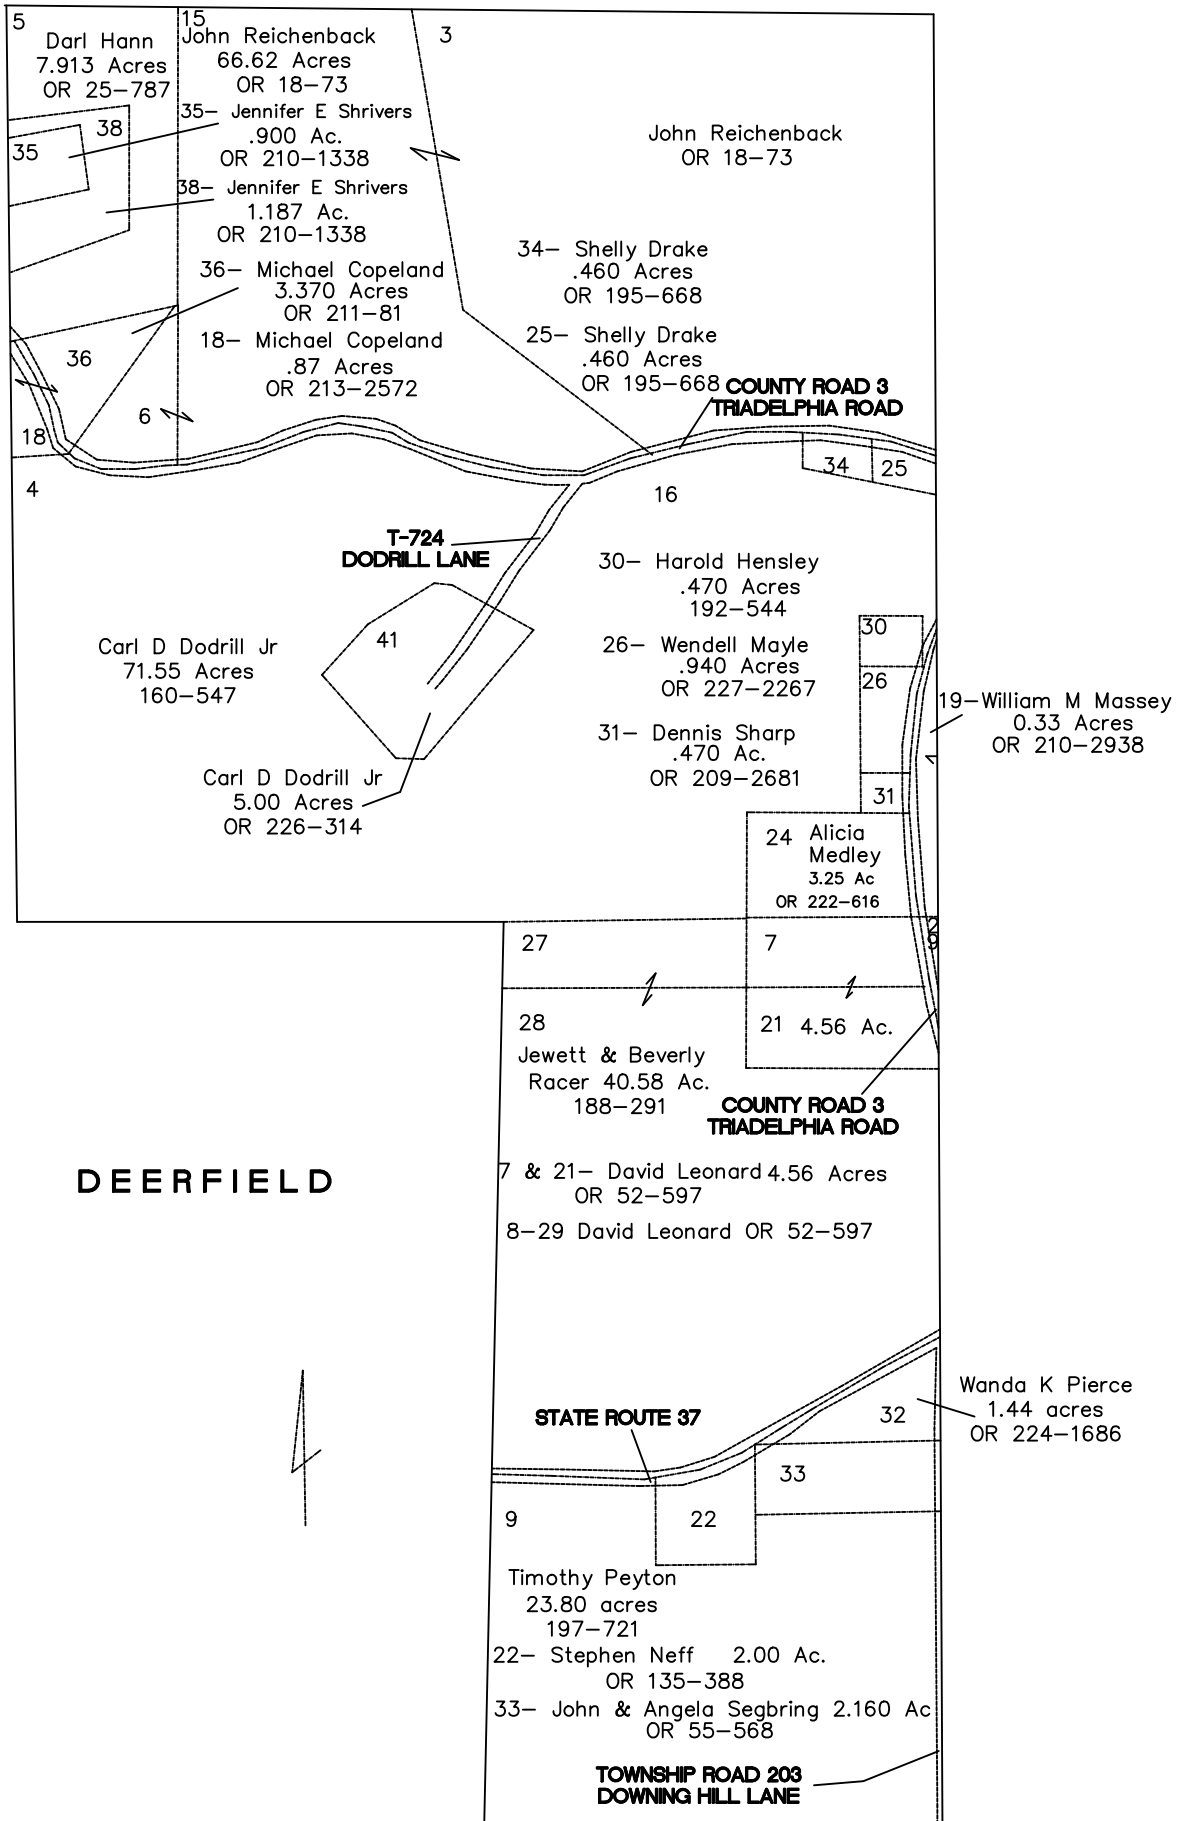 5
Darl Hann
7.913 Acres
OR 25-787
15
John Reichenback
66.62 Acres
OR 18-73
3
John Reichenback
OR 18-73
38
35
35- Jennifer E Shrivers
.900 Ac.
OR 210-1338
38- Jennifer E Shrivers
1.187 Ac.
OR 210-1338
36- Michael Copeland
3.370 Acres
OR 211-81
18- Michael Copeland
.87 Acres
OR 213-2572
34- Shelly Drake
.460 Acres
OR 195-668
25- Shelly Drake
.460 Acres
OR 195-668
COUNTY ROAD 3
TRIADELPHIA ROAD
36
6
18
4
34
25
16
T-724
DODRILL LANE
41
Carl D Dodrill Jr
71.55 Acres
160-547
Carl D Dodrill Jr
5.00 Acres
OR 226-314
30- Harold Hensley
.470 Acres
192-544
26- Wendell Mayle
.940 Acres
OR 227-2267
31- Dennis Sharp
.470 Ac.
OR 209-2681
30
26
31
19-William M Massey
0.33 Acres
OR 210-2938
24 Alicia
Medley
3.25 Ac
OR 222-616
27
7
2
9
28
21 4.56 Ac.
Jewett & Beverly
Racer 40.58 Ac.
188-291
COUNTY ROAD 3
TRIADELPHIA ROAD
7 & 21- David Leonard 4.56 Acres
OR 52-597
8-29 David Leonard OR 52-597
DEERFIELD
STATE ROUTE 37
32
Wanda K Pierce
1.44 acres
OR 224-1686
33
9
22
Timothy Peyton
23.80 acres
197-721
22- Stephen Neff 2.00 Ac.
OR 135-388
33- John & Angela Segbring 2.160 Ac
OR 55-568
TOWNSHIP ROAD 203
DOWNING HILL LANE